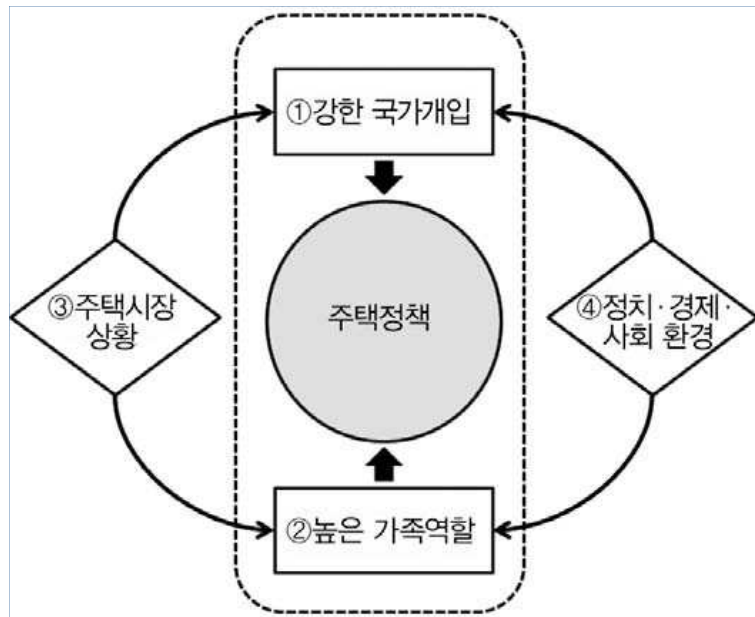 ①강한 국가개입
③주택시장
상황
주택정책
④정치·경제·
사회 환경
②높은 가족역할